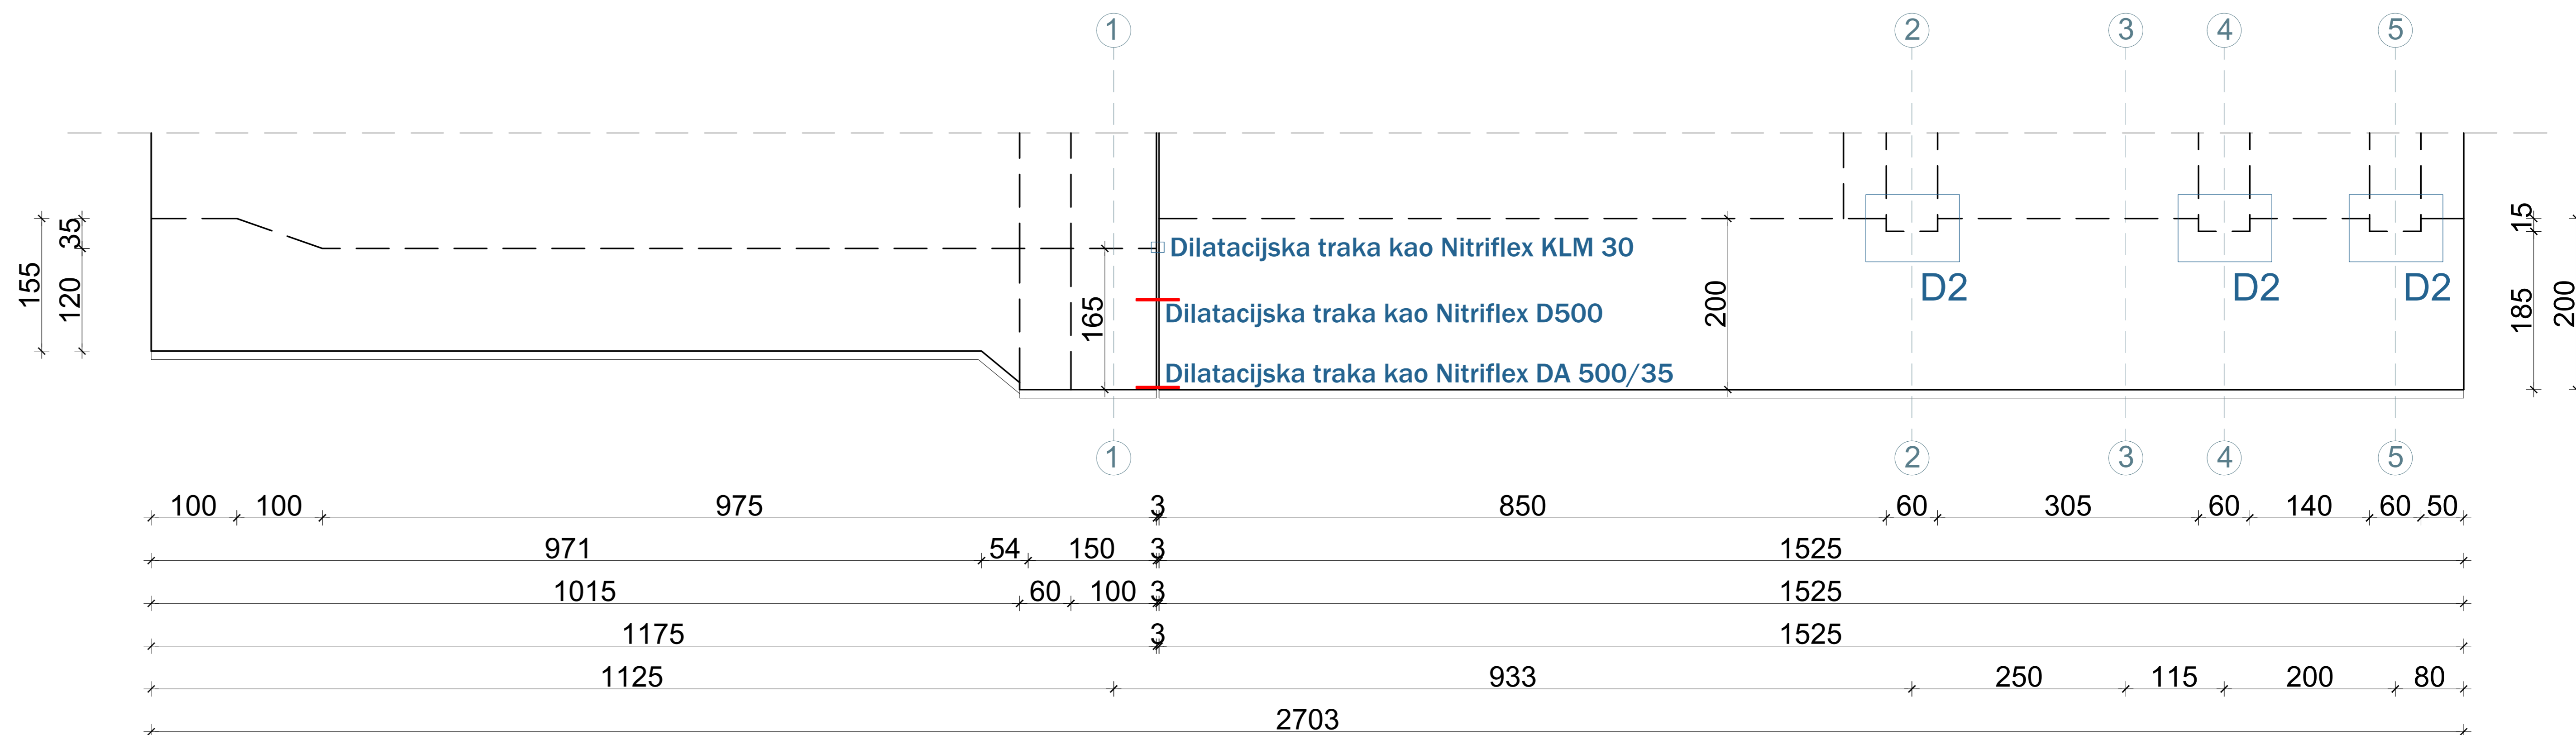 1 2 3 4 5
35
155
120
165
200
15
185
200
Dilatacijska traka kao Nitriflex KLM 30
Dilatacijska traka kao Nitriflex D500
Dilatacijska traka kao Nitriflex DA 500/35
D2 D2 D2
1 2 3 4 5
100 100 975 3 850 60 305 60 140 60 50
971 54 150 3 1525
1015 60 100 3 1525
1175 3 1525
1125 933 250 115 200 80
2703